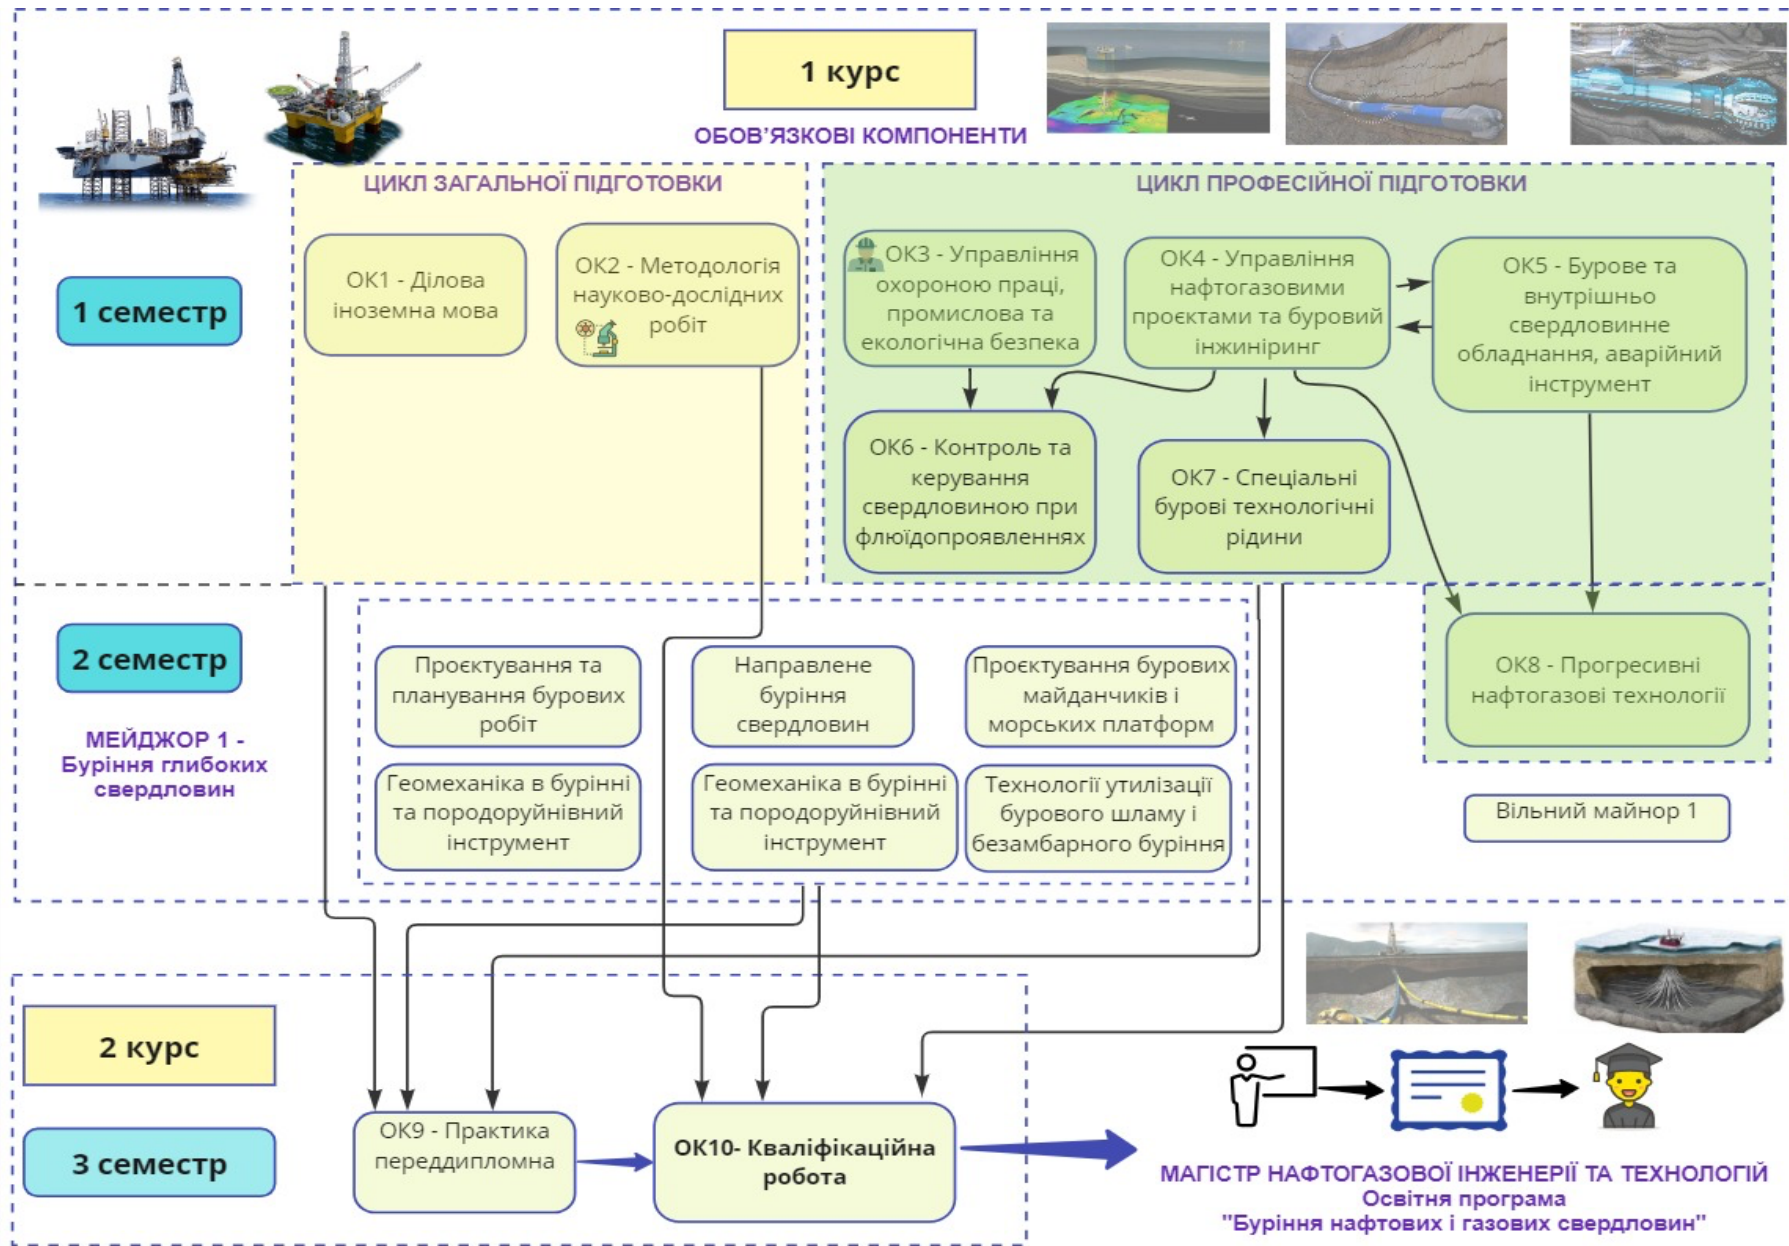 1 курс
ОБОВ'ЯЗКОВІ КОМПОНЕНТИ
ЦИКЛ ЗАГАЛЬНОЇ ПІДГОТОВКИ
ЦИКЛ ПРОФЕСІЙНОЇ ПІДГОТОВКИ
1 семестр
ОК1 - Ділова
іноземна мова
ОК2 - Методологія
науково-дослідних
робіт
ОК3 - Управління
охороною праці,
промислова та
екологічна безпека
ОК4 - Управління
нафтогазовими
проєктами та буровий
інжиніринг
ОК5 - Бурове та
внутрішньо
свердловинне
обладнання, аварійний
інструмент
ОК6 - Контроль та
керування
свердловиною при
флюїдопроявленнях
ОК7 - Спеціальні
бурові технологічні
рідини
2 семестр
МЕЙДЖОР 1 -
Буріння глибоких
свердловин
Проєктування та
планування бурових
робіт
Направлене
буріння
свердловин
Проєктування бурових
майданчиків і
морських платформ
ОК8 - Прогресивні
нафтогазові технології
Геомеханіка в бурінні
та породоруйнівний
інструмент
Геомеханіка в бурінні
та породоруйнівний
інструмент
Технології утилізації
бурового шламу і
безамбарного буріння
Вільний майнор 1
2 курс
3 семестр
ОК9 - Практика
переддипломна
ОК10- Кваліфікаційна
робота
МАГІСТР НАФТОГАЗОВОЇ ІНЖЕНЕРІЇ ТА ТЕХНОЛОГІЙ
Освітня програма
"Буріння нафтових і газових свердловин"